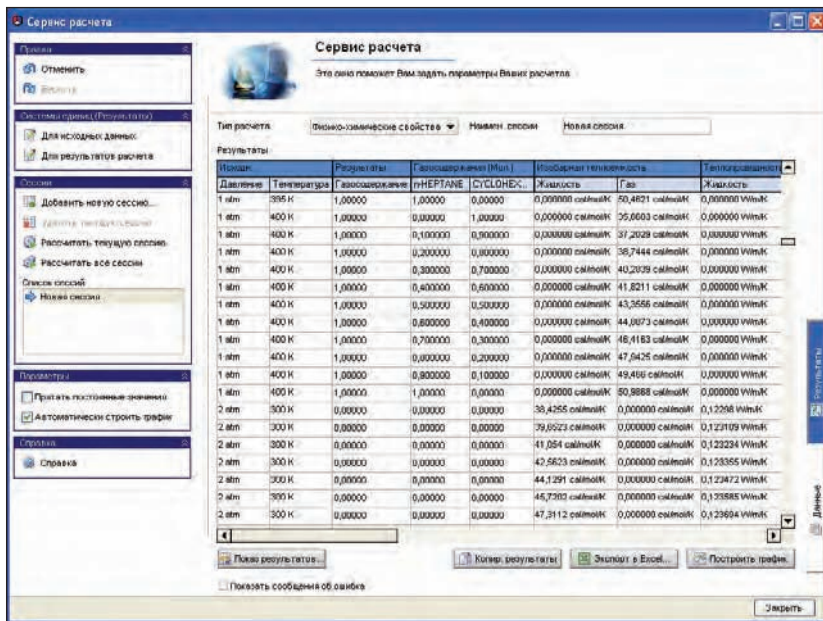 Сервис расчета
Правка
Отменить
Системы единиц (Результаты)
Для исходных данных
Для результатов расчета
Сессии
Добавить новую сессию...
Удалить текущую сессию
Рассчитать текущую сессию
Рассчитать все сессии
Список сессий
Новая сессия
Параметры
Прятать постоянные значения
Автоматически строить график
Справка
Справка
Сервис расчета
Это окно поможет Вам задать параметры Ваших расчетов
Тип расчета Физико-химические свойства Наимен. сессии Новая сессия
Результаты
Исходн. Результаты Газосодержание (Мол.) Изобарная теплоемкость Теплопроводность
Давление Температура Газосодержание n-HEPTANE CYCLOHEX... Жидкость Газ Жидкость
1 atm 395 K 1,00000 1,00000 0,00000 0,000000 cal/mol/K 50,4621 cal/mol/K 0,000000 W/m/K
1 atm 400 K 1,00000 0,00000 1,00000 0,000000 cal/mol/K 35,6603 cal/mol/K 0,000000 W/m/K
1 atm 400 K 1,00000 0,100000 0,900000 0,000000 cal/mol/K 37,2029 cal/mol/K 0,000000 W/m/K
1 atm 400 K 1,00000 0,200000 0,800000 0,000000 cal/mol/K 38,7444 cal/mol/K 0,000000 W/m/K
1 atm 400 K 1,00000 0,300000 0,700000 0,000000 cal/mol/K 40,2839 cal/mol/K 0,000000 W/m/K
1 atm 400 K 1,00000 0,400000 0,600000 0,000000 cal/mol/K 41,8211 cal/mol/K 0,000000 W/m/K
1 atm 400 K 1,00000 0,500000 0,500000 0,000000 cal/mol/K 43,3556 cal/mol/K 0,000000 W/m/K
1 atm 400 K 1,00000 0,600000 0,400000 0,000000 cal/mol/K 44,8873 cal/mol/K 0,000000 W/m/K
1 atm 400 K 1,00000 0,700000 0,300000 0,000000 cal/mol/K 46,4163 cal/mol/K 0,000000 W/m/K
1 atm 400 K 1,00000 0,800000 0,200000 0,000000 cal/mol/K 47,9425 cal/mol/K 0,000000 W/m/K
1 atm 400 K 1,00000 0,900000 0,100000 0,000000 cal/mol/K 49,466 cal/mol/K 0,000000 W/m/K
1 atm 400 K 1,00000 1,00000 0,00000 0,000000 cal/mol/K 50,9868 cal/mol/K 0,000000 W/m/K
2 atm 300 K 0,00000 0,00000 0,00000 38,4255 cal/mol/K 0,000000 cal/mol/K 0,12298 W/m/K
2 atm 300 K 0,00000 0,00000 0,00000 39,6523 cal/mol/K 0,000000 cal/mol/K 0,123109 W/m/K
2 atm 300 K 0,00000 0,00000 0,00000 41,054 cal/mol/K 0,000000 cal/mol/K 0,123234 W/m/K
2 atm 300 K 0,00000 0,00000 0,00000 42,5623 cal/mol/K 0,000000 cal/mol/K 0,123355 W/m/K
2 atm 300 K 0,00000 0,00000 0,00000 44,1291 cal/mol/K 0,000000 cal/mol/K 0,123472 W/m/K
2 atm 300 K 0,00000 0,00000 0,00000 45,7202 cal/mol/K 0,000000 cal/mol/K 0,123585 W/m/K
2 atm 300 K 0,00000 0,00000 0,00000 47,3112 cal/mol/K 0,000000 cal/mol/K 0,123694 W/m/K
Результаты
Данные
Показ результатов... Копир. результаты Экспорт в Excel... Построить график
Показать сообщения об ошибке
Закрыть